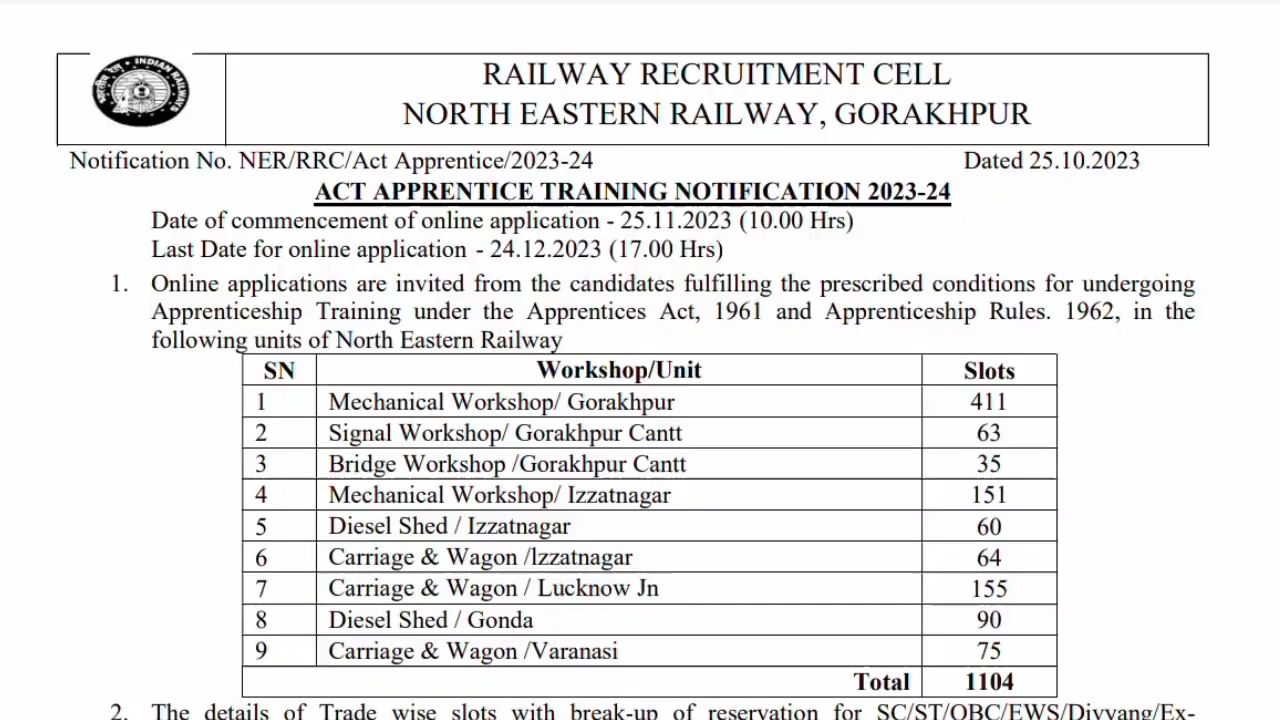 INDIAN RAILWAYS
RAILWAY RECRUITMENT CELL
NORTH EASTERN RAILWAY, GORAKHPUR
Notification No. NER/RRC/Act Apprentice/2023-24 Dated 25.10.2023
ACT APPRENTICE TRAINING NOTIFICATION 2023-24
Date of commencement of online application - 25.11.2023 (10.00 Hrs)
Last Date for online application - 24.12.2023 (17.00 Hrs)
1. Online applications are invited from the candidates fulfilling the prescribed conditions for undergoing
Apprenticeship Training under the Apprentices Act, 1961 and Apprenticeship Rules. 1962, in the
following units of North Eastern Railway
SN Workshop/Unit Slots
1 Mechanical Workshop/ Gorakhpur 411
2 Signal Workshop/ Gorakhpur Cantt 63
3 Bridge Workshop /Gorakhpur Cantt 35
4 Mechanical Workshop/ Izzatnagar 151
5 Diesel Shed / Izzatnagar 60
6 Carriage & Wagon /lzzatnagar 64
7 Carriage & Wagon / Lucknow Jn 155
8 Diesel Shed / Gonda 90
9 Carriage & Wagon /Varanasi 75
Total 1104
2. The details of Trade wise slots with break-up of reservation for SC/ST/OBC/EWS/Divyang/Ex-